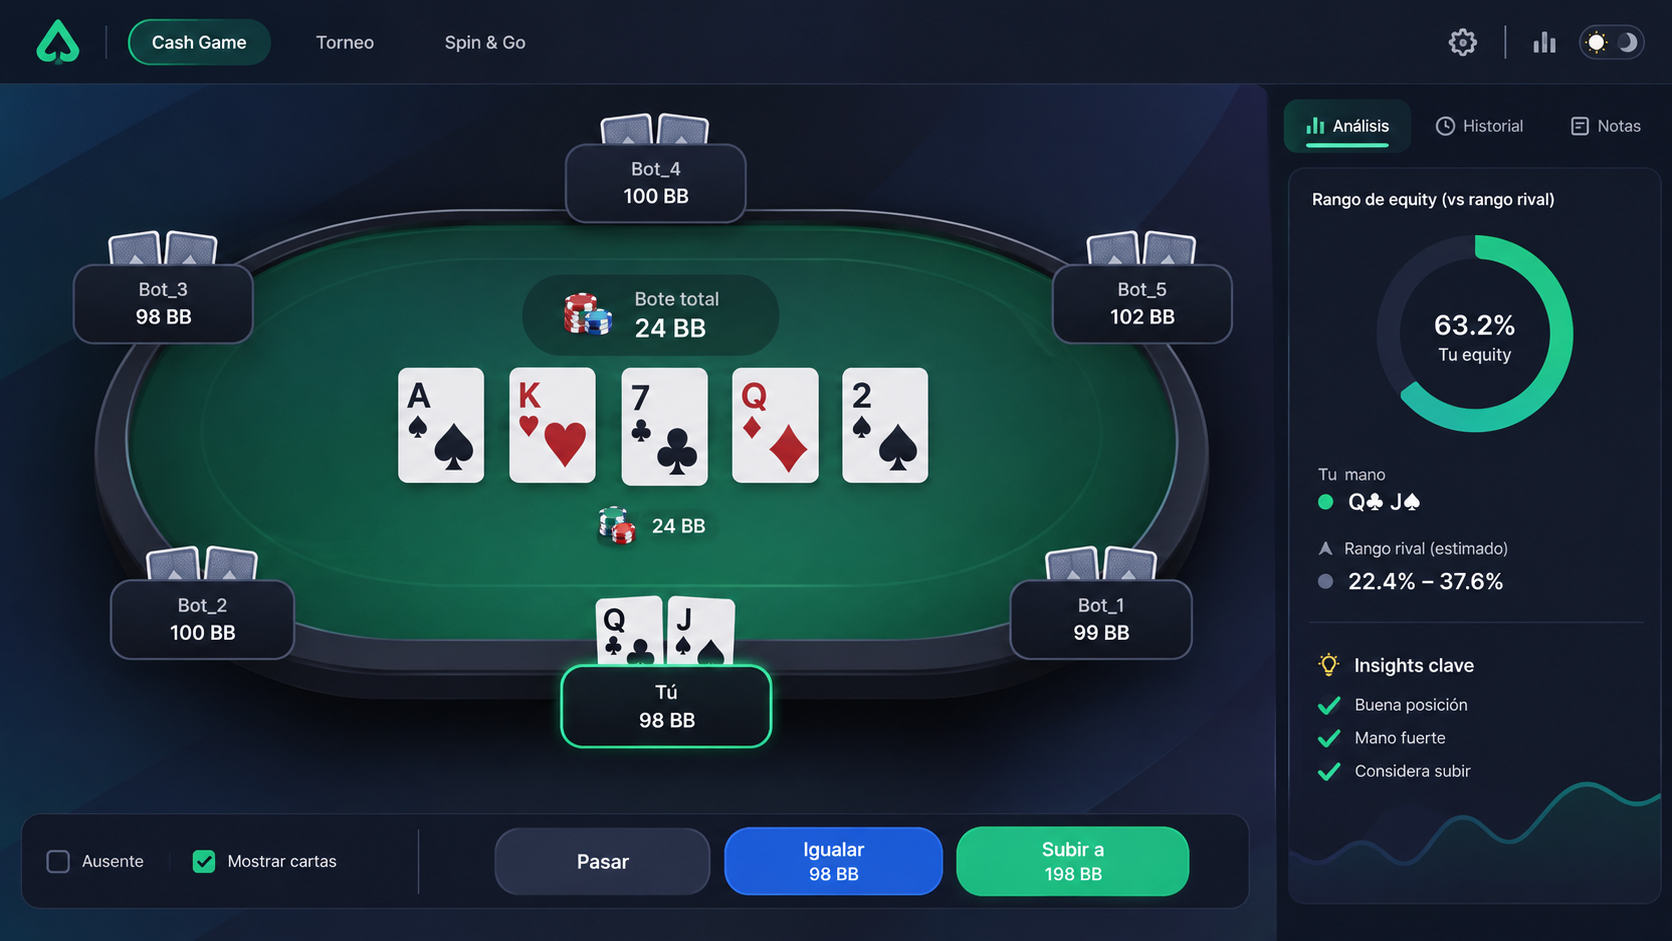 Cash Game
Torneo
Spin & Go
Bot_4
100 BB
Bot_3
98 BB
Bot_5
102 BB
Bote total
24 BB
A
K
7
Q
2
24 BB
Bot_2
100 BB
Bot_1
99 BB
Q
J
Tú
98 BB
Ausente
Mostrar cartas
Pasar
Igualar
98 BB
Subir a
198 BB
Análisis
Historial
Notas
Rango de equity (vs rango rival)
63.2%
Tu equity
Tu mano
Q♣ J♠
Rango rival (estimado)
22.4% – 37.6%
Insights clave
Buena posición
Mano fuerte
Considera subir